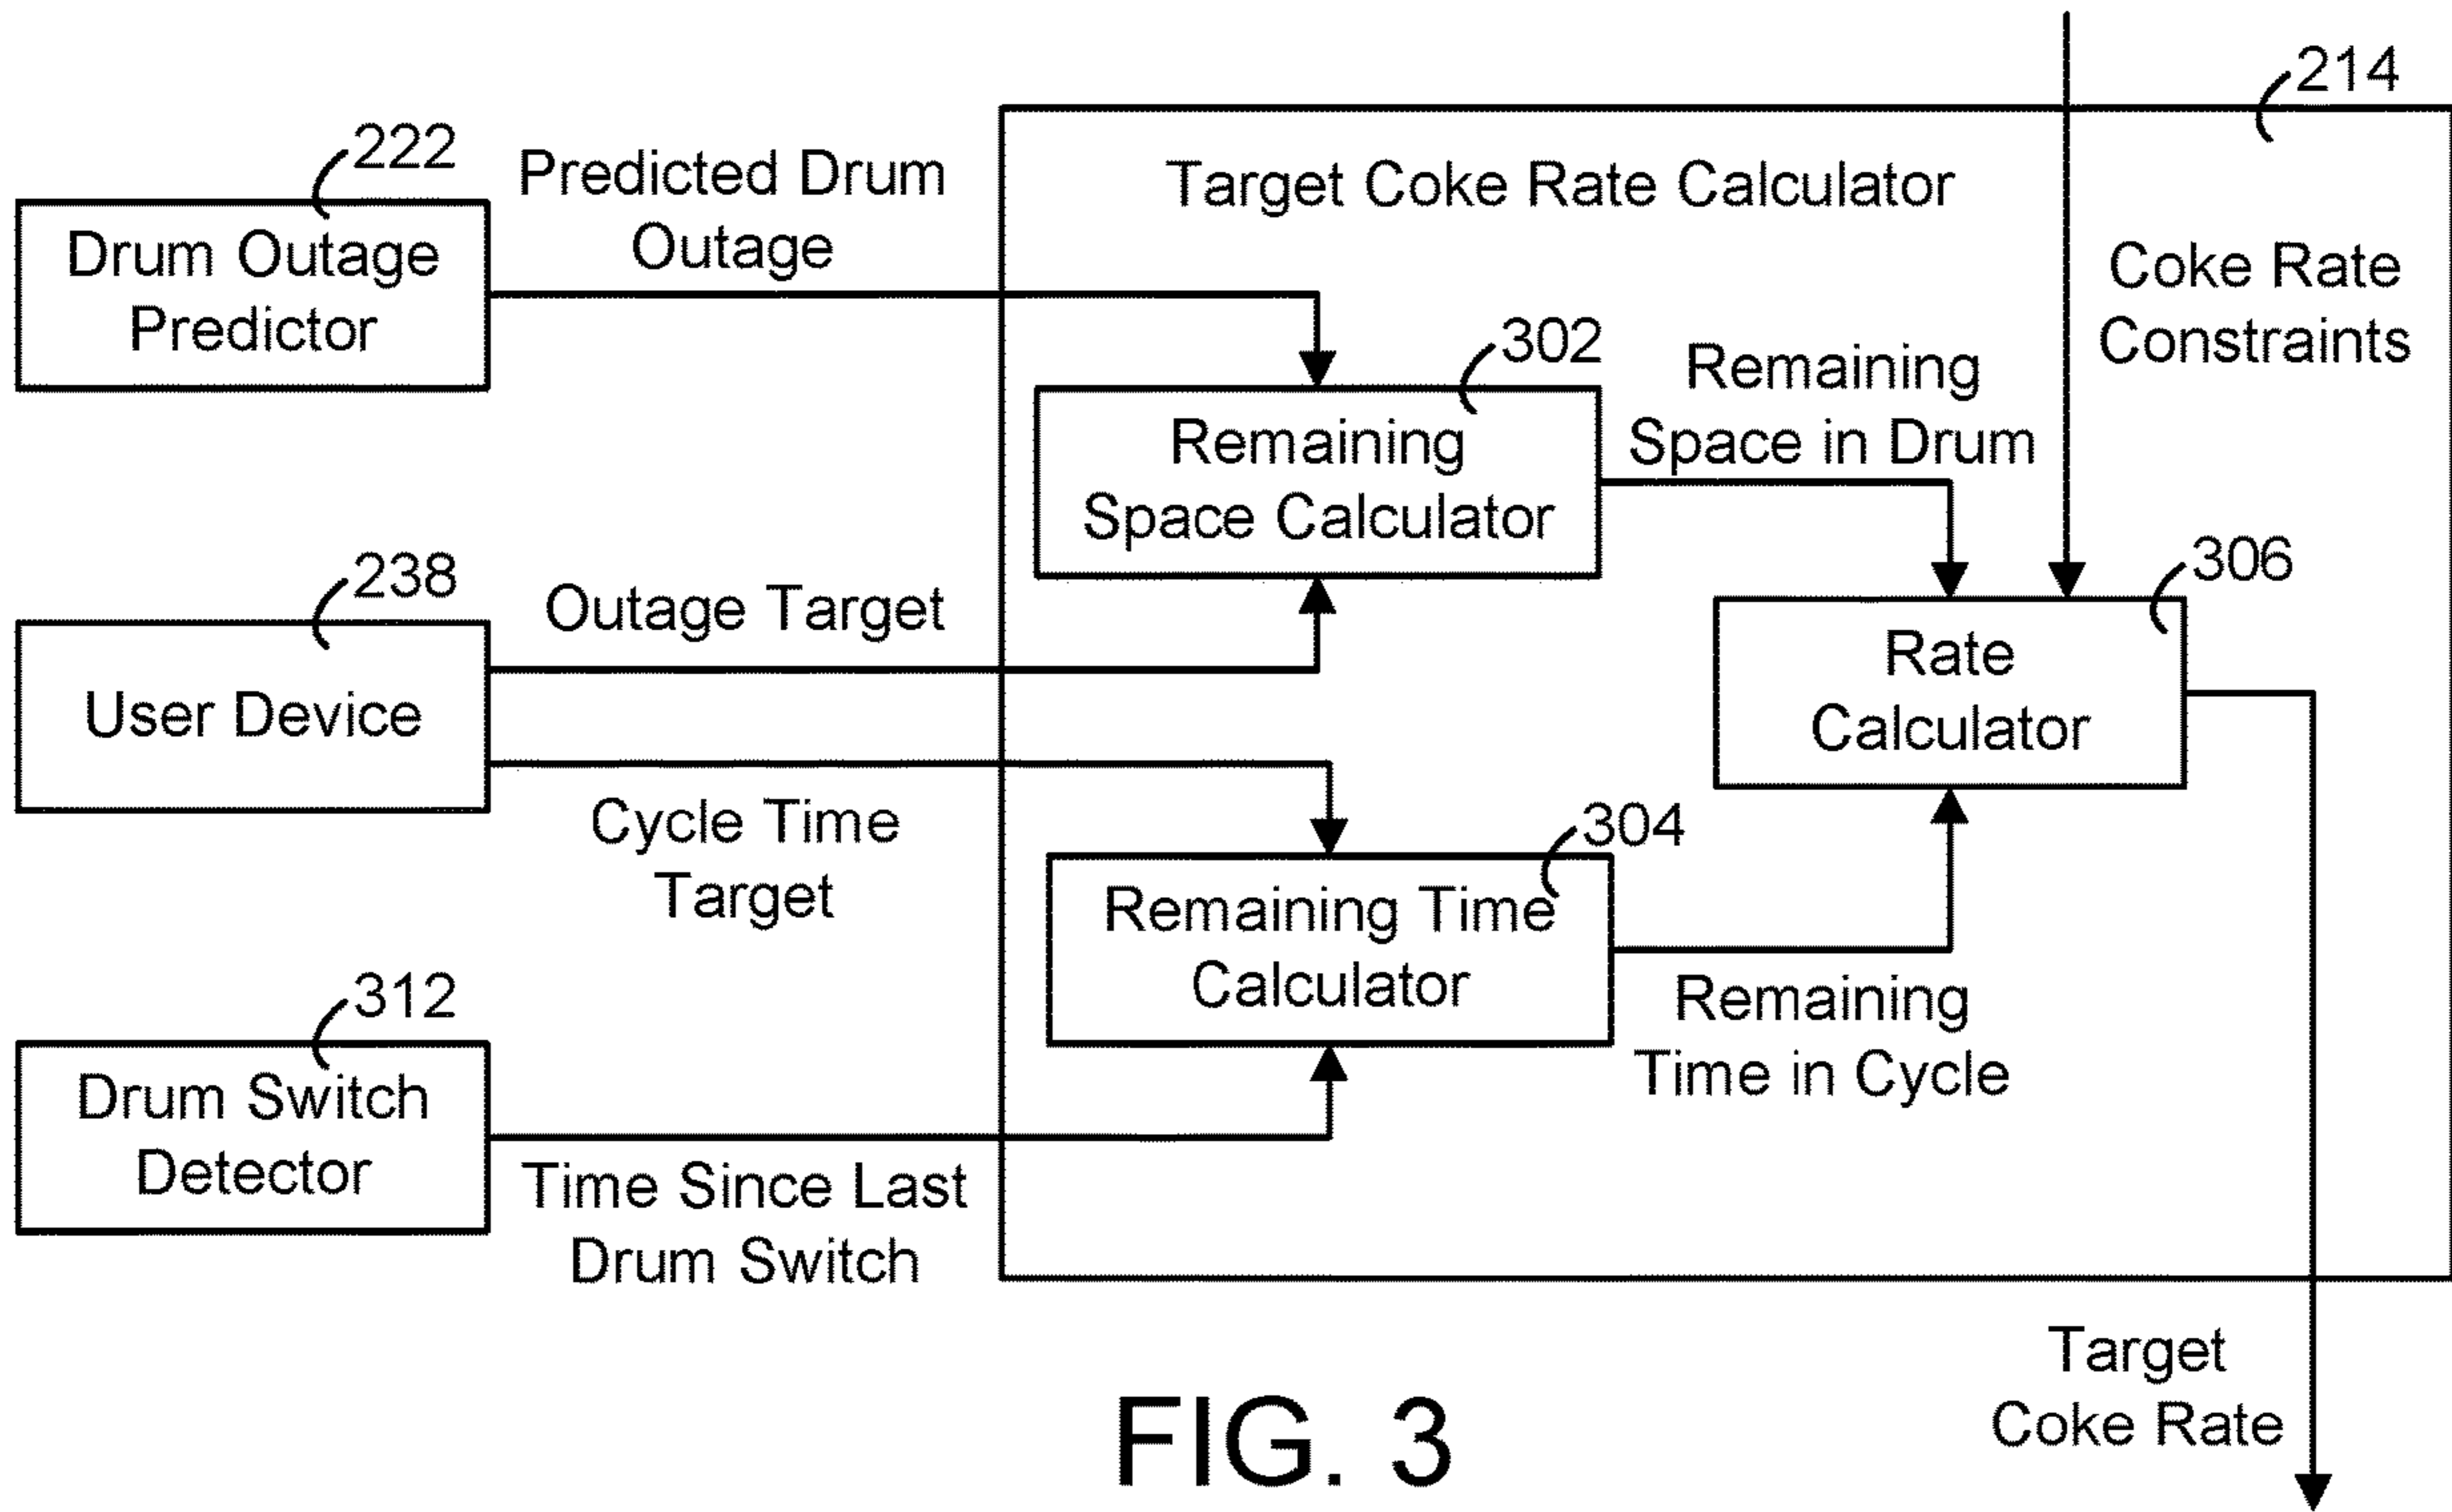 214
222
Predicted Drum
Outage
Target Coke Rate Calculator
Drum Outage
Predictor
Coke Rate
Constraints
302
Remaining
Space in Drum
Remaining
Space Calculator
238
Outage Target
306
User Device
Rate
Calculator
Cycle Time
Target
304
Remaining Time
Calculator
312
Remaining
Time in Cycle
Drum Switch
Detector
Time Since Last
Drum Switch
Target
Coke Rate
FIG. 3